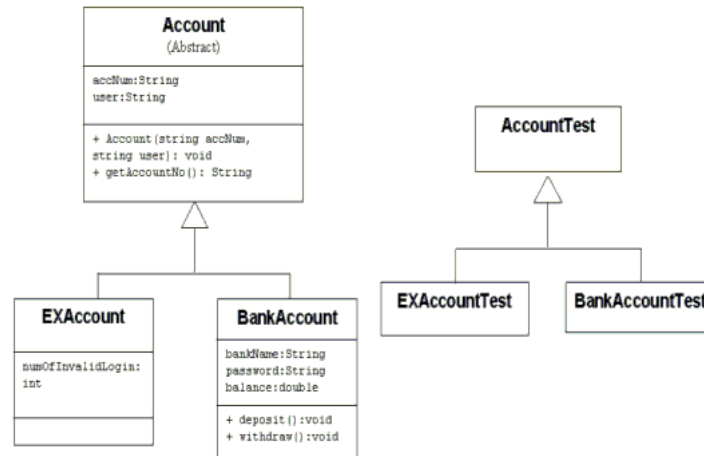 Account
(Abstract)
accNum:String
user:String
+ Account(string accNum,
string user): void
+ getAccountNo(): String
EXAccount
numOfInvalidLogin:
int
BankAccount
bankName:String
password:String
balance:double
+ deposit():void
+ withdraw():void
AccountTest
EXAccountTest
BankAccountTest